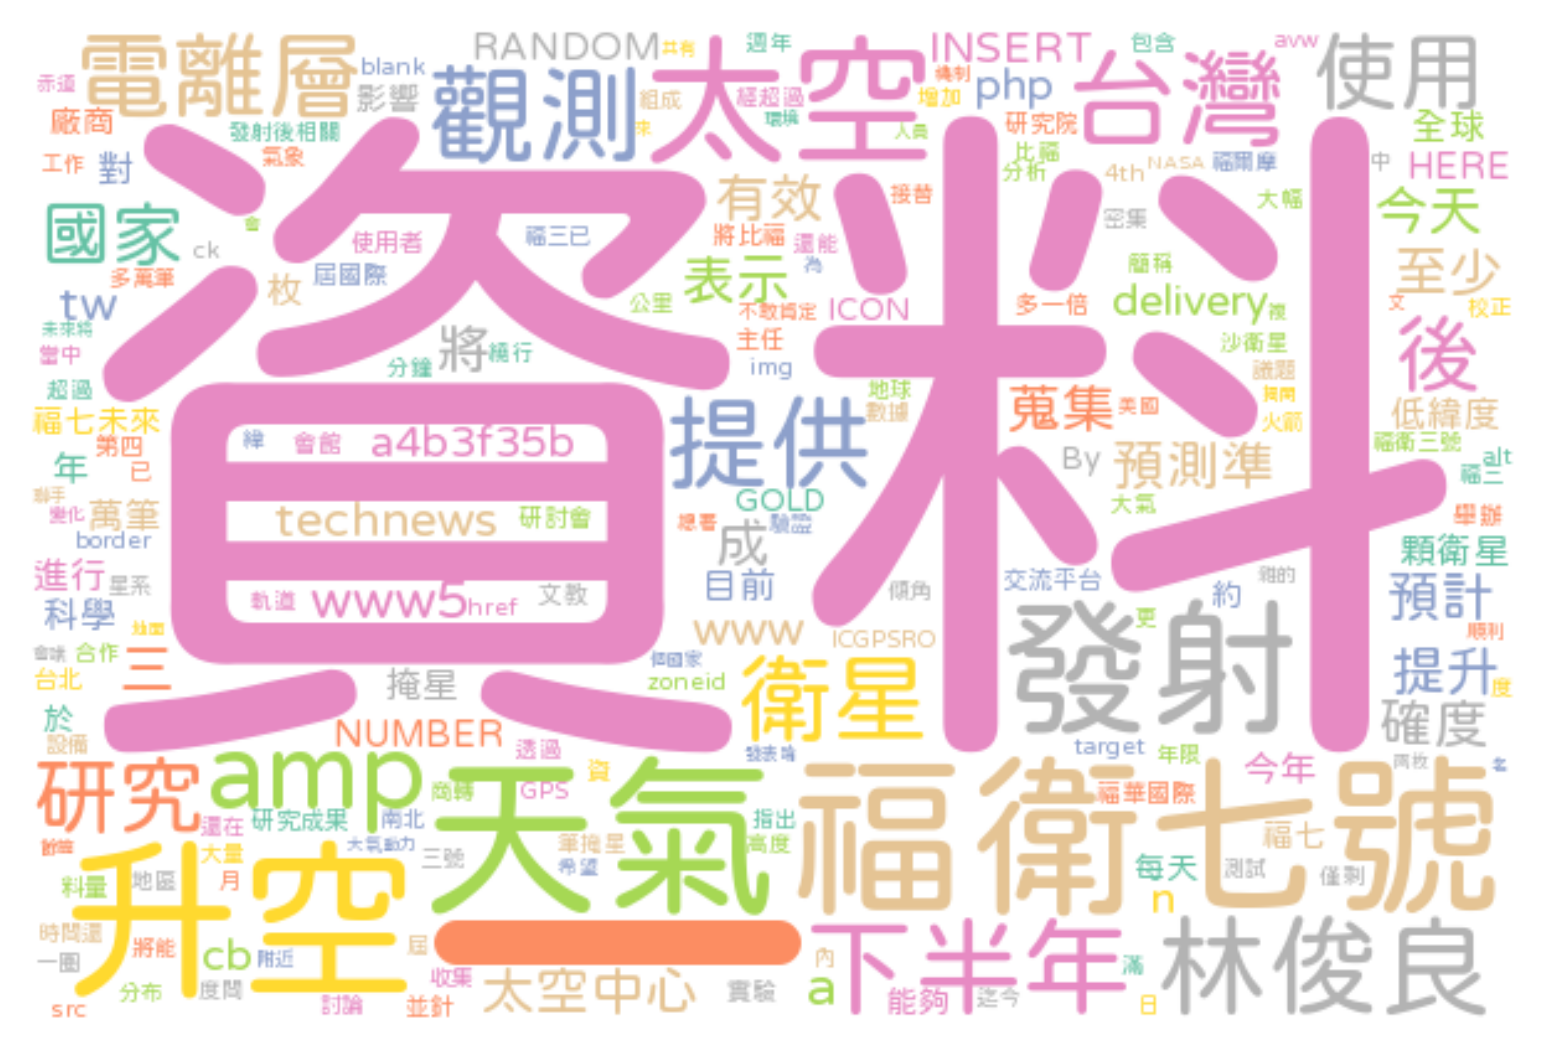 電離層
blank
RANDOM
共有
太空
週年
INSERT
包含
avw
使用
赤道
影響
觀測
組成
經超過
增加
php
台灣
廠商
發射後相關
環境
人員
研究院
全球
工作
對
氣象
比福
分析
4th
NASA
福爾摩
中
HERE
國家
ck
會
使用者
福三已
有效
將比福
還能
接替
密集
大幅
今天
多萬筆
枚
屆國際
表示
為
簡稱
至少
tw
公里
不敢肯定
ICON
多一倍
delivery
文
校正
未來將
當中
將
繞行
主任
沙衛星
後
分鐘
img
議題
超過
資料
地球
數據
蒐集
美國
火箭
低緯度
福七未來
第四
緯
會館
a4b3f35b
提供
福衛三號
年
已
By
預測準
福三
alt
聯手
變化
萬筆
technews
研討會
GOLD
大氣
舉辦
border
總署
成
顆衛星
進行
星系
目前
交流平台
約
預計
科學
軌道
www5
href
文教
傾角
更
順利
www
ICGPSRO
發射
合作
三
台北
掩星
zoneid
衛星
提升
度
於
設備
NUMBER
透過
target
年限
確度
研究
amp
商轉
資
GPS
今年
天氣
福衛七號
福華國際
還在
研究成果
南北
指出
福七
大氣動力
三號
筆掩星
希望
高度
每天
測試
僅剩
大量
料量
地區
月
升空
n
時間還
將能
cb
附近
屆
一
下半年
內
滿
林俊良
一圈
收集
太空中心
實驗
a
能夠
迄今
日
src
分布
度間
討論
並針